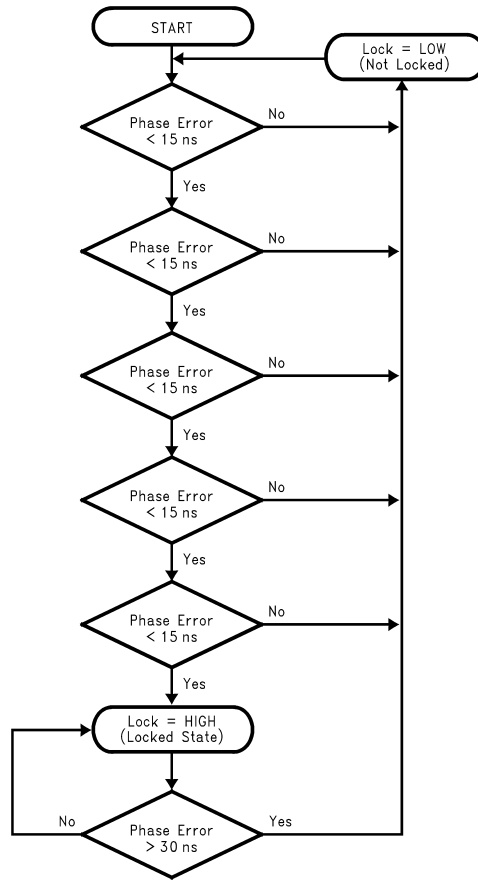 START
Lock = LOW
(Not Locked)
Phase Error
< 15 ns
No
Yes
Phase Error
< 15 ns
No
Yes
Phase Error
< 15 ns
No
Yes
Phase Error
< 15 ns
No
Yes
Phase Error
< 15 ns
No
Yes
Lock = HIGH
(Locked State)
No
Phase Error
> 30 ns
Yes